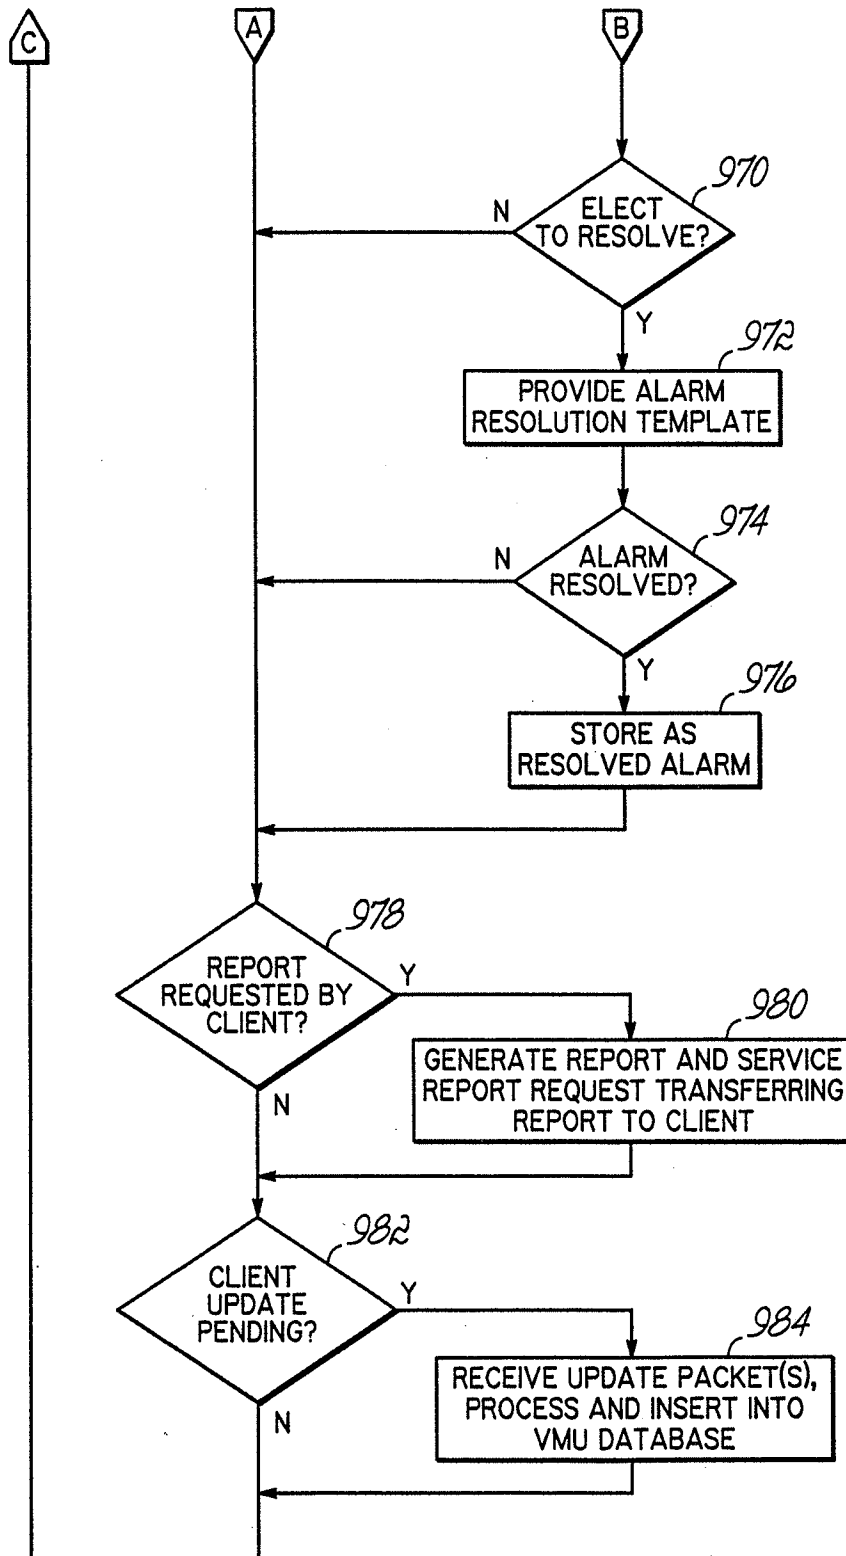 C
A
B
970
ELECT
TO RESOLVE?
N
Y
972
PROVIDE ALARM
RESOLUTION TEMPLATE
974
ALARM
RESOLVED?
N
Y
976
STORE AS
RESOLVED ALARM
978
REPORT
REQUESTED BY
CLIENT?
Y
N
980
GENERATE REPORT AND SERVICE
REPORT REQUEST TRANSFERRING
REPORT TO CLIENT
982
CLIENT
UPDATE
PENDING?
Y
N
984
RECEIVE UPDATE PACKET(S),
PROCESS AND INSERT INTO
VMU DATABASE